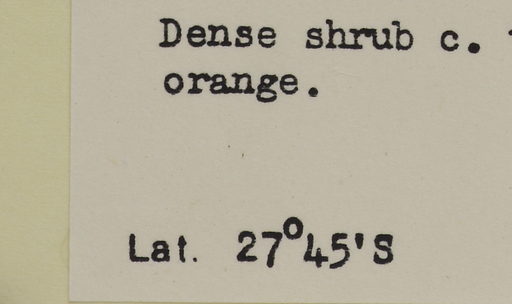 Dense shrub c.
orange.
Lat. 27°45'S